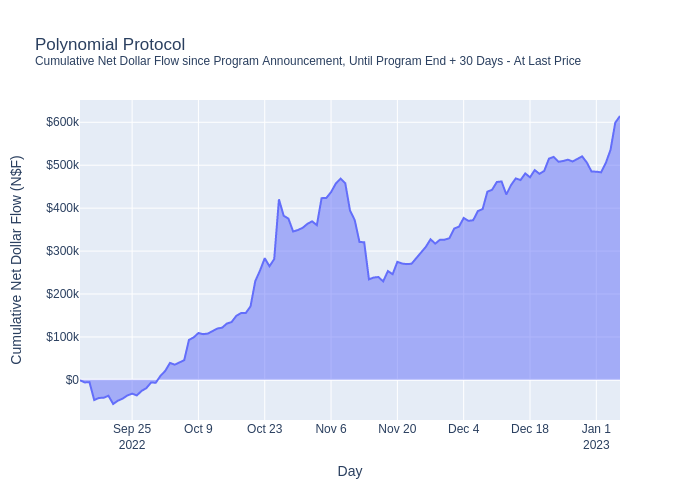 Polynomial Protocol
Cumulative Net Dollar Flow since Program Announcement, Until Program End + 30 Days - At Last Price
Cumulative Net Dollar Flow (N$F)
$600k
$500k
$400k
$300k
$200k
$100k
$0
Sep 25 Oct 9 Oct 23 Nov 6 Nov 20 Dec 4 Dec 18 Jan 1
2022 2023
Day